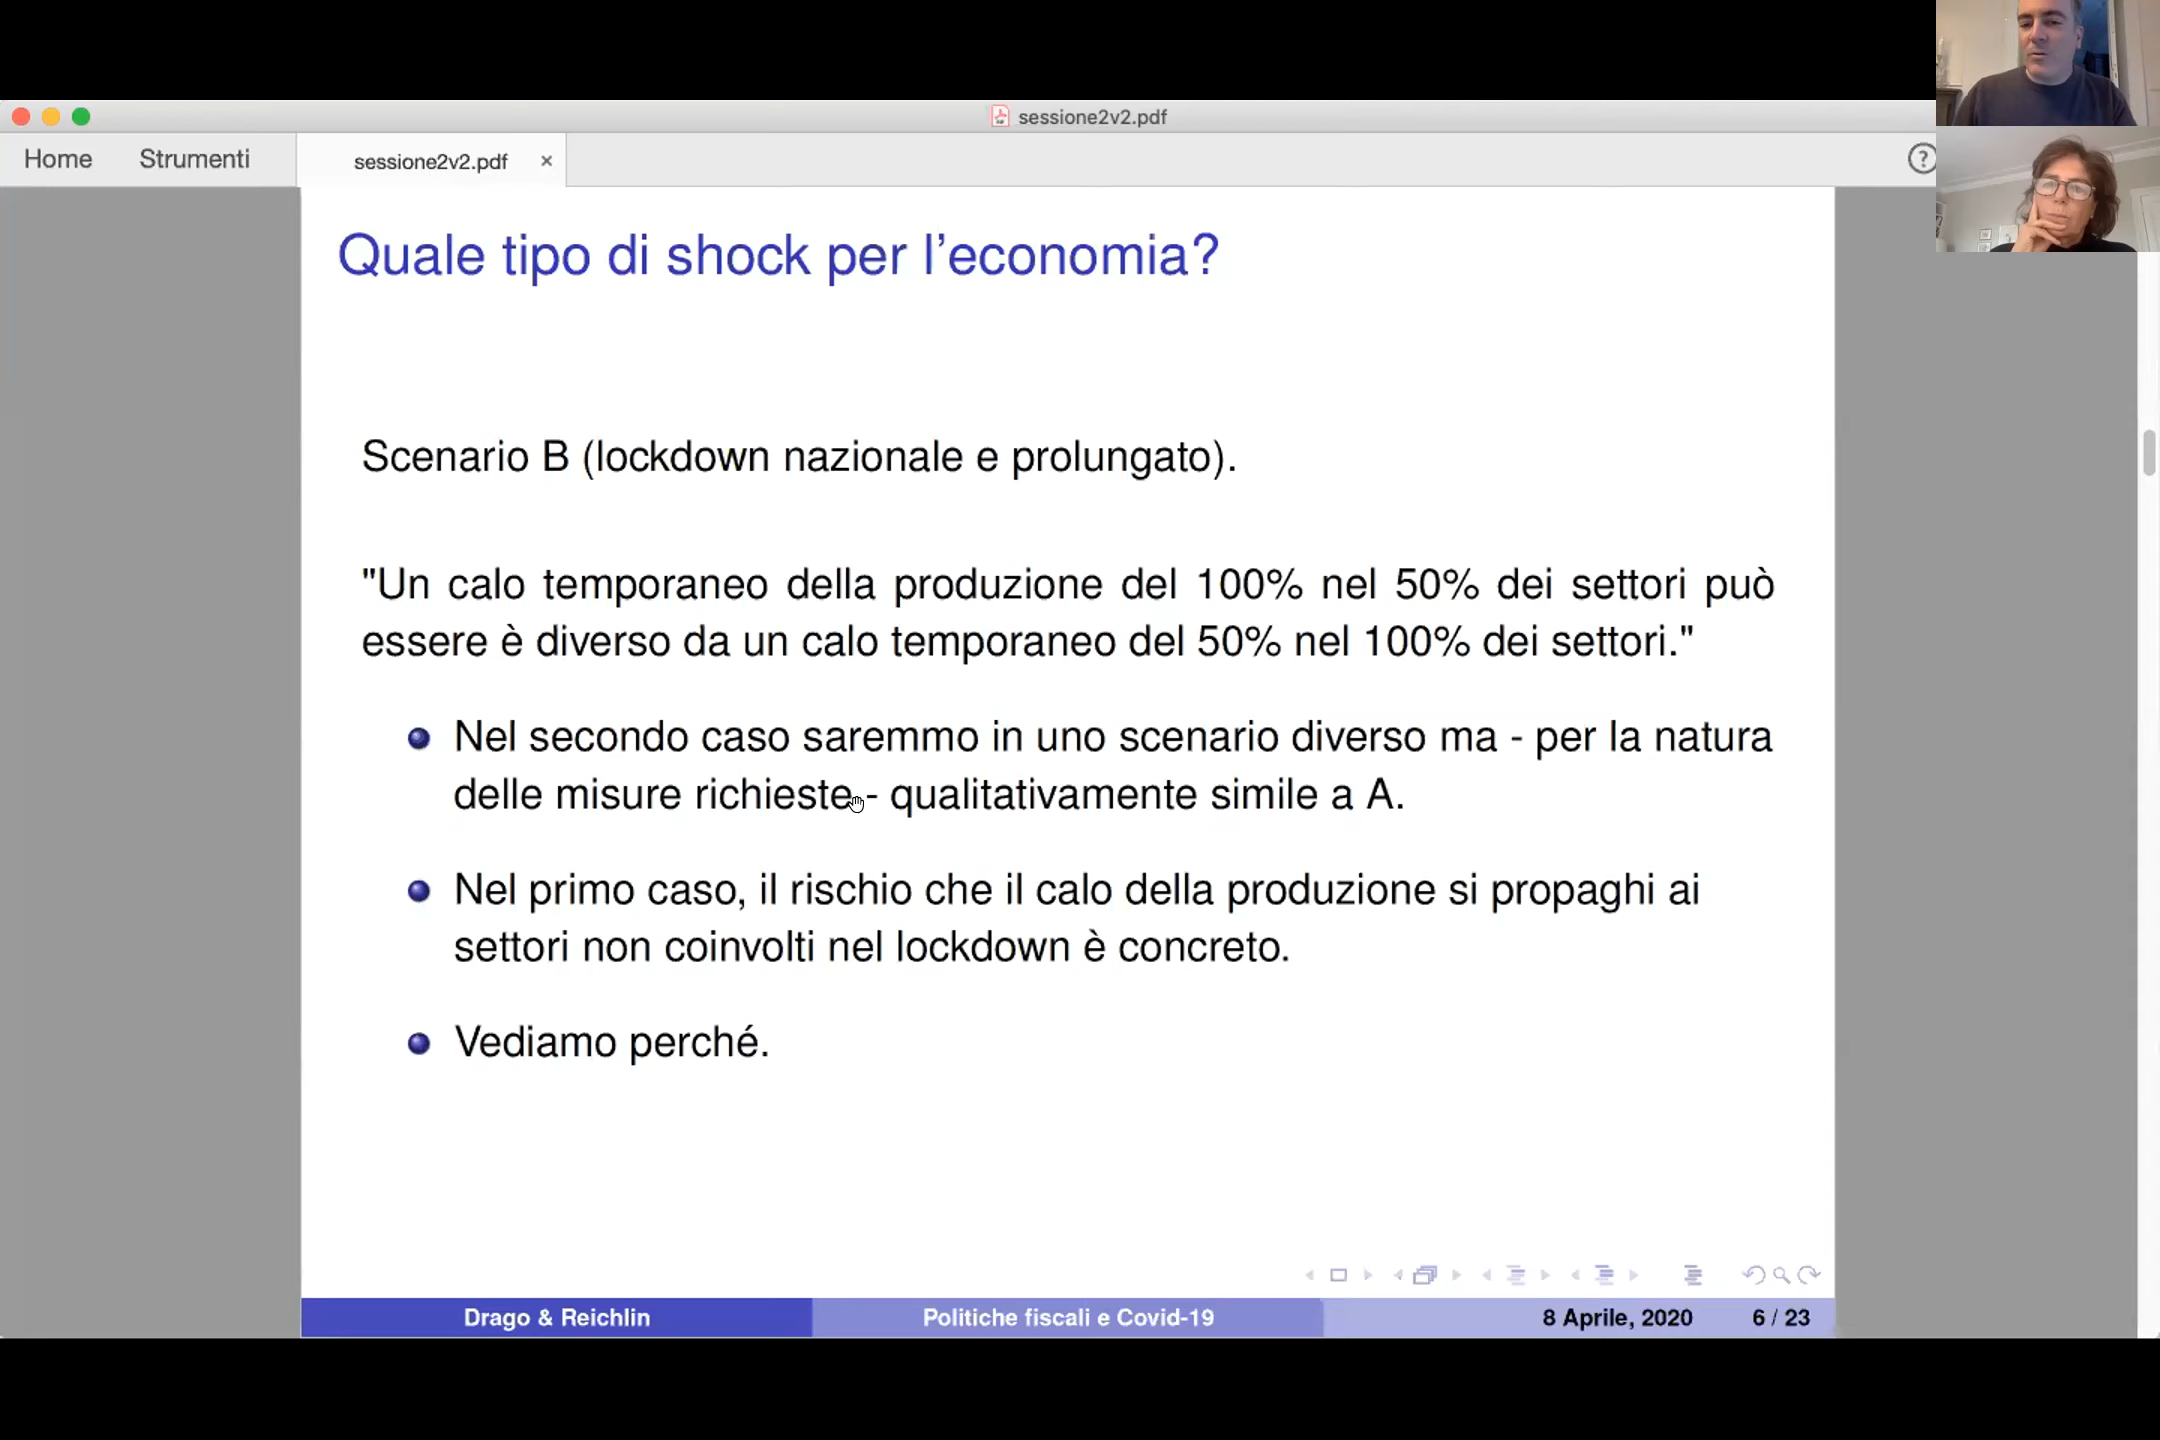 sessione2v2.pdf
Home Strumenti sessione2v2.pdf × ?
Quale tipo di shock per l'economia?
Scenario B (lockdown nazionale e prolungato).
"Un calo temporaneo della produzione del 100% nel 50% dei settori può
essere è diverso da un calo temporaneo del 50% nel 100% dei settori."
Nel secondo caso saremmo in uno scenario diverso ma - per la natura
delle misure richieste - qualitativamente simile a A.
Nel primo caso, il rischio che il calo della produzione si propaghi ai
settori non coinvolti nel lockdown è concreto.
Vediamo perché.
Drago & Reichlin Politiche fiscali e Covid-19 8 Aprile, 2020 6 / 23